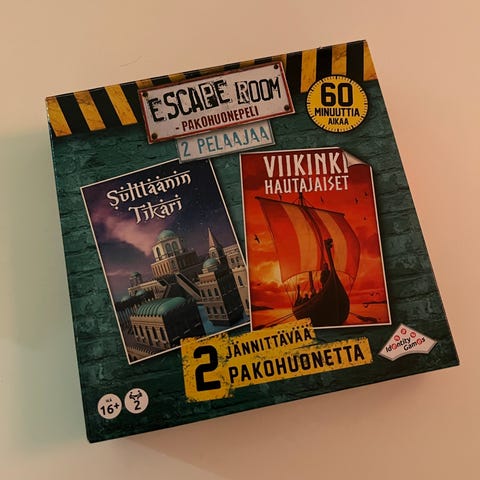 ESCAPE ROOM
-PAKOHUONEPELI
2 PELAAJAA
60
MINUUTTIA
AIKAA
Sulttaanin
Tikari
VIIKINKI
HAUTAJAISET
2 JÄNNITTÄVÄÄ
PAKOHUONETTA
Identity
Games
16+
2